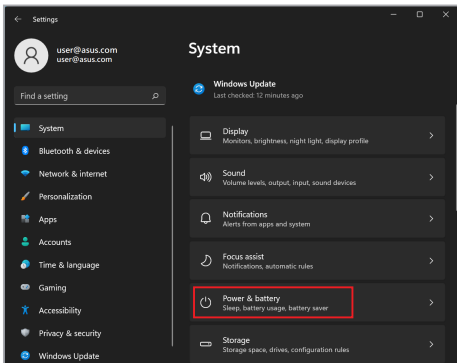 Settings
user@asus.com
user@asus.com
Find a setting
System
Bluetooth & devices
Network & internet
Personalization
Apps
Accounts
Time & language
Gaming
Accessibility
Privacy & security
Windows Update
System
Windows Update
Last checked: 12 minutes ago
Display
Monitors, brightness, night light, display profile
Sound
Volume levels, output, input, sound devices
Notifications
Alerts from apps and system
Focus assist
Notifications, automatic rules
Power & battery
Sleep, battery usage, battery saver
Storage
Storage space, drives, configuration rules